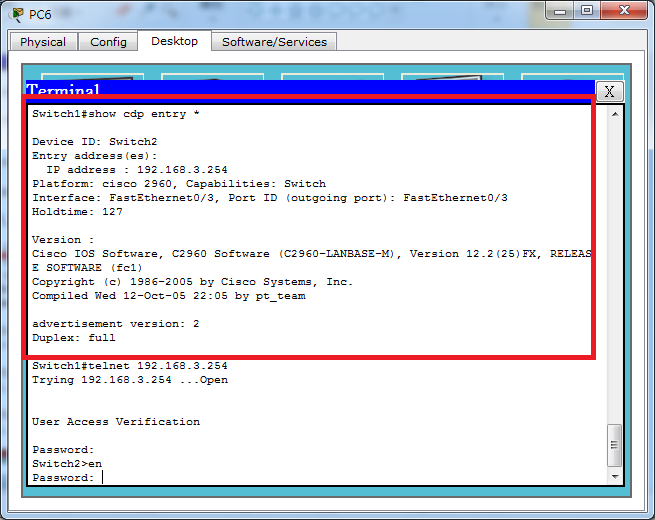 PC6
Physical Config Desktop Software/Services
Terminal
X
Switch1#show cdp entry *
Device ID: Switch2
Entry address(es):
IP address : 192.168.3.254
Platform: cisco 2960, Capabilities: Switch
Interface: FastEthernet0/3, Port ID (outgoing port): FastEthernet0/3
Holdtime: 127
Version :
Cisco IOS Software, C2960 Software (C2960-LANBASE-M), Version 12.2(25)FX, RELEAS
E SOFTWARE (fc1)
Copyright (c) 1986-2005 by Cisco Systems, Inc.
Compiled Wed 12-Oct-05 22:05 by pt_team
advertisement version: 2
Duplex: full
Switch1#telnet 192.168.3.254
Trying 192.168.3.254 ...Open
User Access Verification
Password:
Switch2>en
Password: